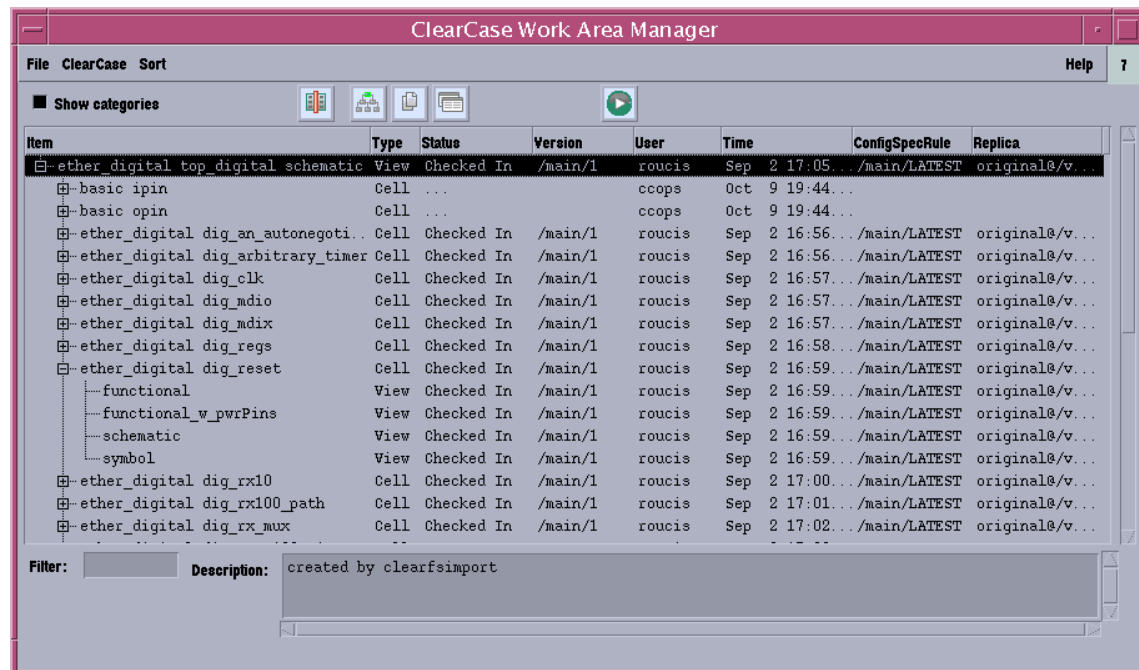 ClearCase Work Area Manager
File ClearCase Sort Help ?
Show categories
Item Type Status Version User Time ConfigSpecRule Replica
ether_digital top_digital schematic View Checked In /main/1 roucis Sep 2 17:05... /main/LATEST original@/v...
basic ipin Cell ... ccops Oct 9 19:44...
basic opin Cell ... ccops Oct 9 19:44...
ether_digital dig_an_autonegoti.. Cell Checked In /main/1 roucis Sep 2 16:56... /main/LATEST original@/v...
ether_digital dig_arbitrary_timer Cell Checked In /main/1 roucis Sep 2 16:56... /main/LATEST original@/v...
ether_digital dig_clk Cell Checked In /main/1 roucis Sep 2 16:57... /main/LATEST original@/v...
ether_digital dig_mdio Cell Checked In /main/1 roucis Sep 2 16:57... /main/LATEST original@/v...
ether_digital dig_mdix Cell Checked In /main/1 roucis Sep 2 16:57... /main/LATEST original@/v...
ether_digital dig_regs Cell Checked In /main/1 roucis Sep 2 16:58... /main/LATEST original@/v...
ether_digital dig_reset Cell Checked In /main/1 roucis Sep 2 16:59... /main/LATEST original@/v...
functional View Checked In /main/1 roucis Sep 2 16:59... /main/LATEST original@/v...
functional_w_pwrPins View Checked In /main/1 roucis Sep 2 16:59... /main/LATEST original@/v...
schematic View Checked In /main/1 roucis Sep 2 16:59... /main/LATEST original@/v...
symbol View Checked In /main/1 roucis Sep 2 16:59... /main/LATEST original@/v...
ether_digital dig_rx10 Cell Checked In /main/1 roucis Sep 2 17:00... /main/LATEST original@/v...
ether_digital dig_rx100_path Cell Checked In /main/1 roucis Sep 2 17:01... /main/LATEST original@/v...
ether_digital dig_rx_mux Cell Checked In /main/1 roucis Sep 2 17:02... /main/LATEST original@/v...
Filter: Description: created by clearfsimport